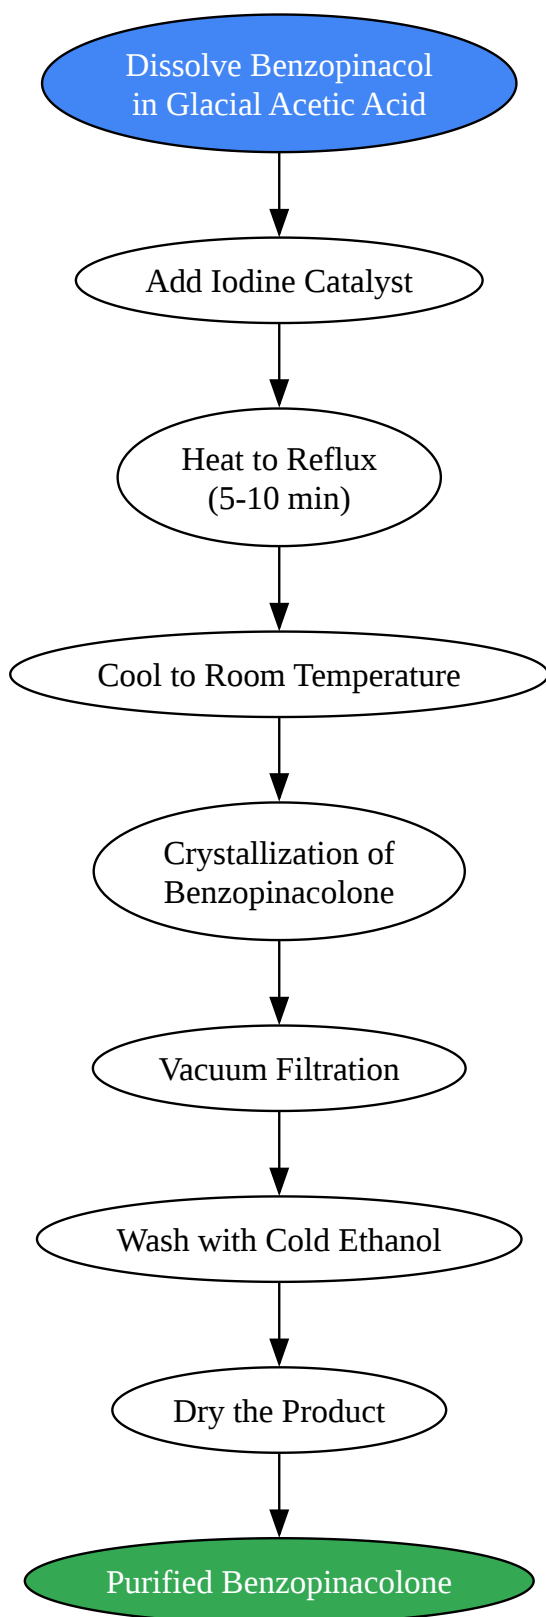 Dissolve Benzopinacol
in Glacial Acetic Acid
Add Iodine Catalyst
Heat to Reflux
(5-10 min)
Cool to Room Temperature
Crystallization of
Benzopinacolone
Vacuum Filtration
Wash with Cold Ethanol
Dry the Product
Purified Benzopinacolone